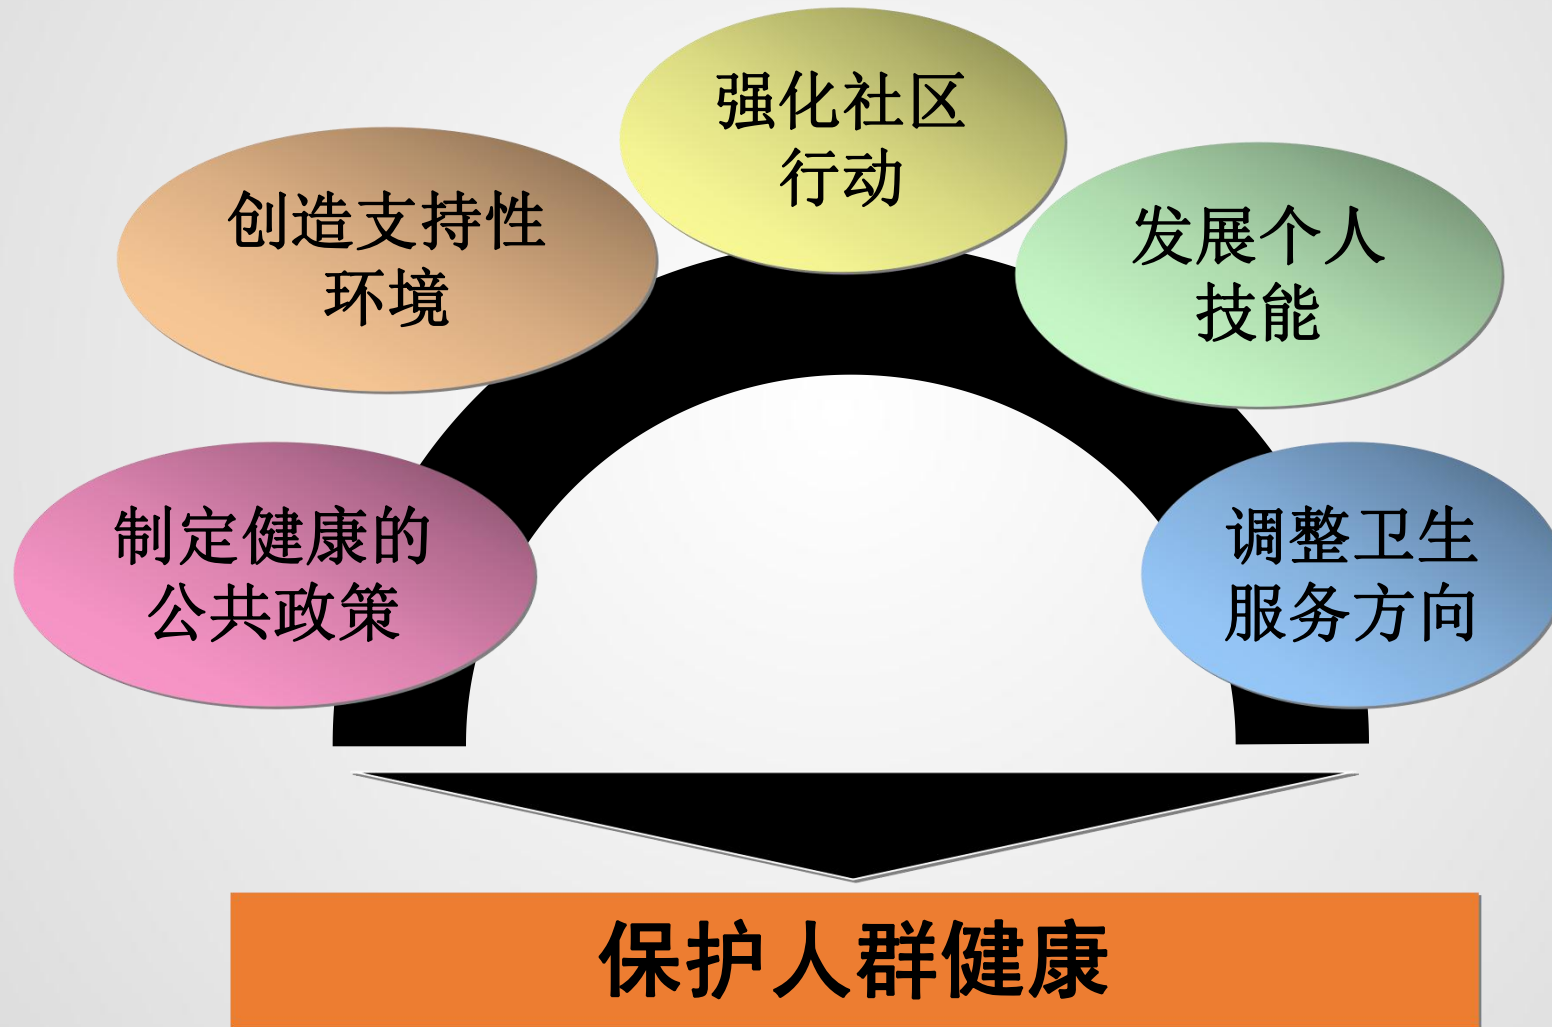 强化社区
行动
创造支持性
环境
发展个人
技能
制定健康的
公共政策
调整卫生
服务方向
保护人群健康